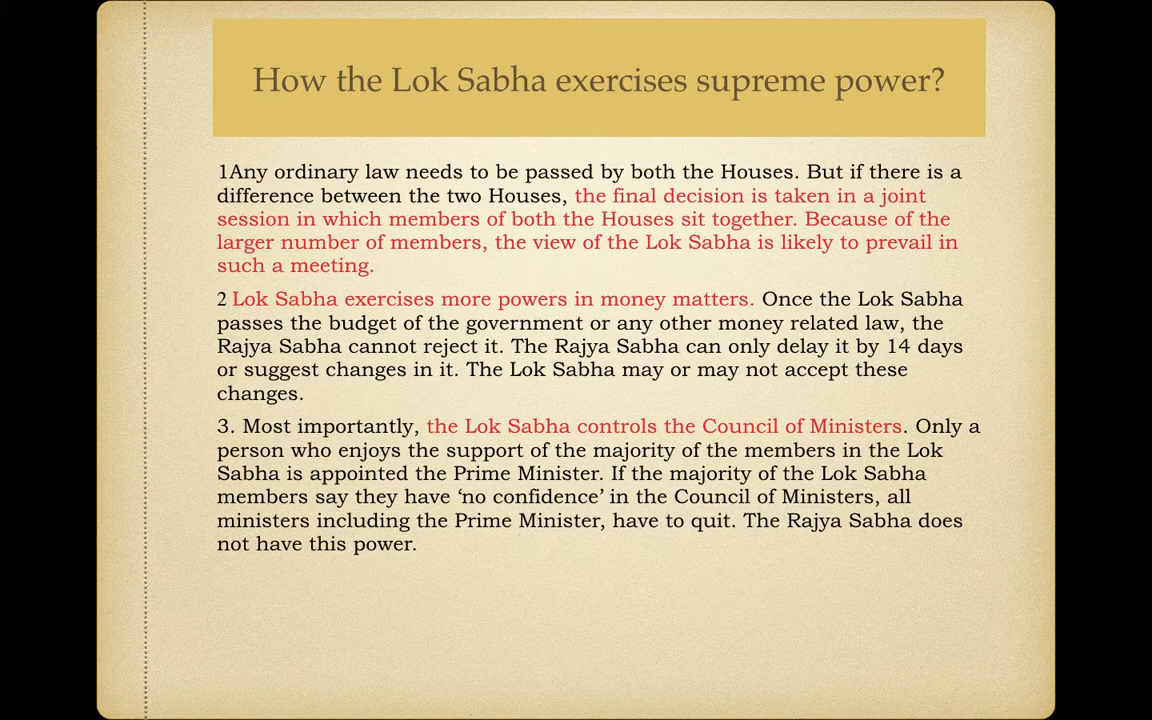 How the Lok Sabha exercises supreme power?
1Any ordinary law needs to be passed by both the Houses. But if there is a
difference between the two Houses, the final decision is taken in a joint
session in which members of both the Houses sit together. Because of the
larger number of members, the view of the Lok Sabha is likely to prevail in
such a meeting.
2 Lok Sabha exercises more powers in money matters. Once the Lok Sabha
passes the budget of the government or any other money related law, the
Rajya Sabha cannot reject it. The Rajya Sabha can only delay it by 14 days
or suggest changes in it. The Lok Sabha may or may not accept these
changes.
3. Most importantly, the Lok Sabha controls the Council of Ministers. Only a
person who enjoys the support of the majority of the members in the Lok
Sabha is appointed the Prime Minister. If the majority of the Lok Sabha
members say they have ‘no confidence’ in the Council of Ministers, all
ministers including the Prime Minister, have to quit. The Rajya Sabha does
not have this power.